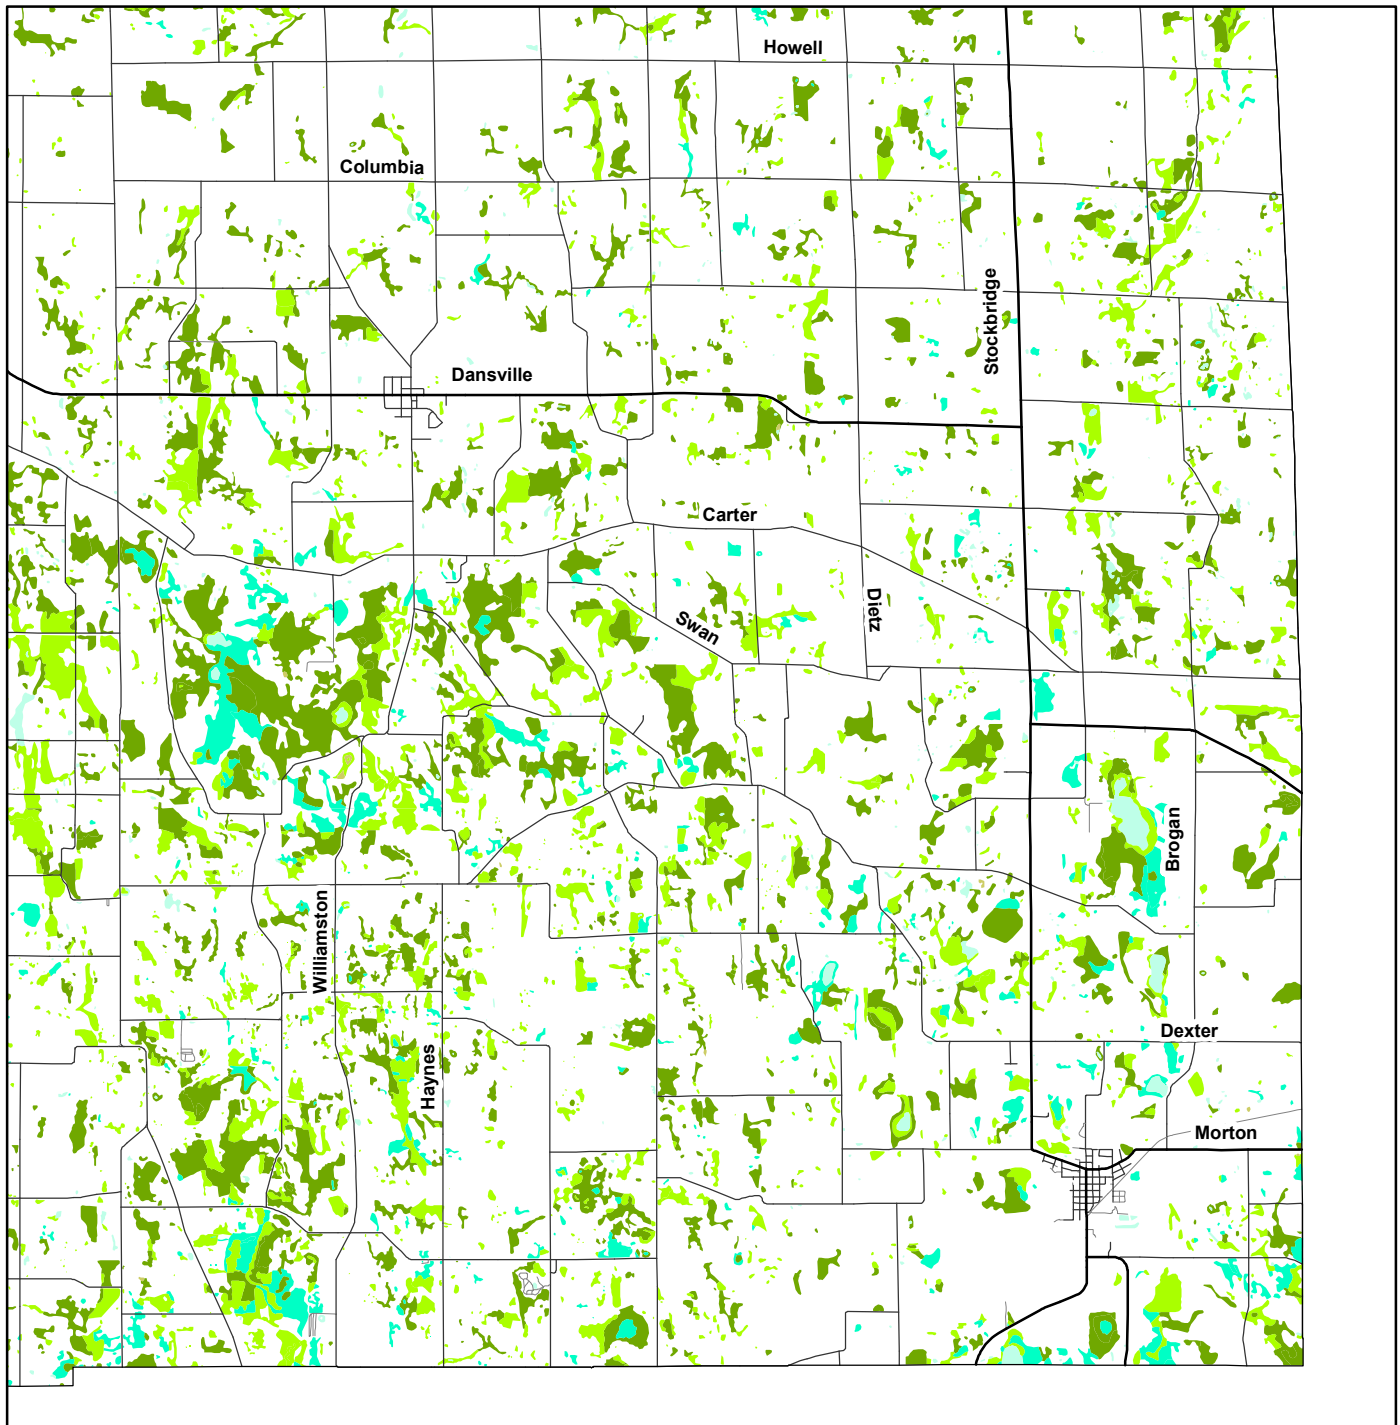 Howell
Columbia
Stockbridge
Dansville
Carter
Dietz
Swan
Brogan
Williamston
Dexter
Haynes
Morton